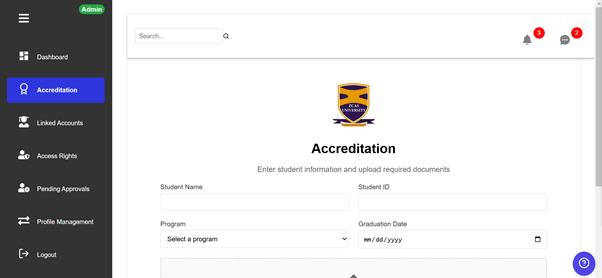 Admin
Dashboard
Accreditation
Linked Accounts
Access Rights
Pending Approvals
Profile Management
Logout
Search...
3
2
ZCAS
UNIVERSITY
Accreditation
Enter student information and upload required documents
Student Name
Student ID
Program
Graduation Date
Select a program
mm/dd/yyyy
?